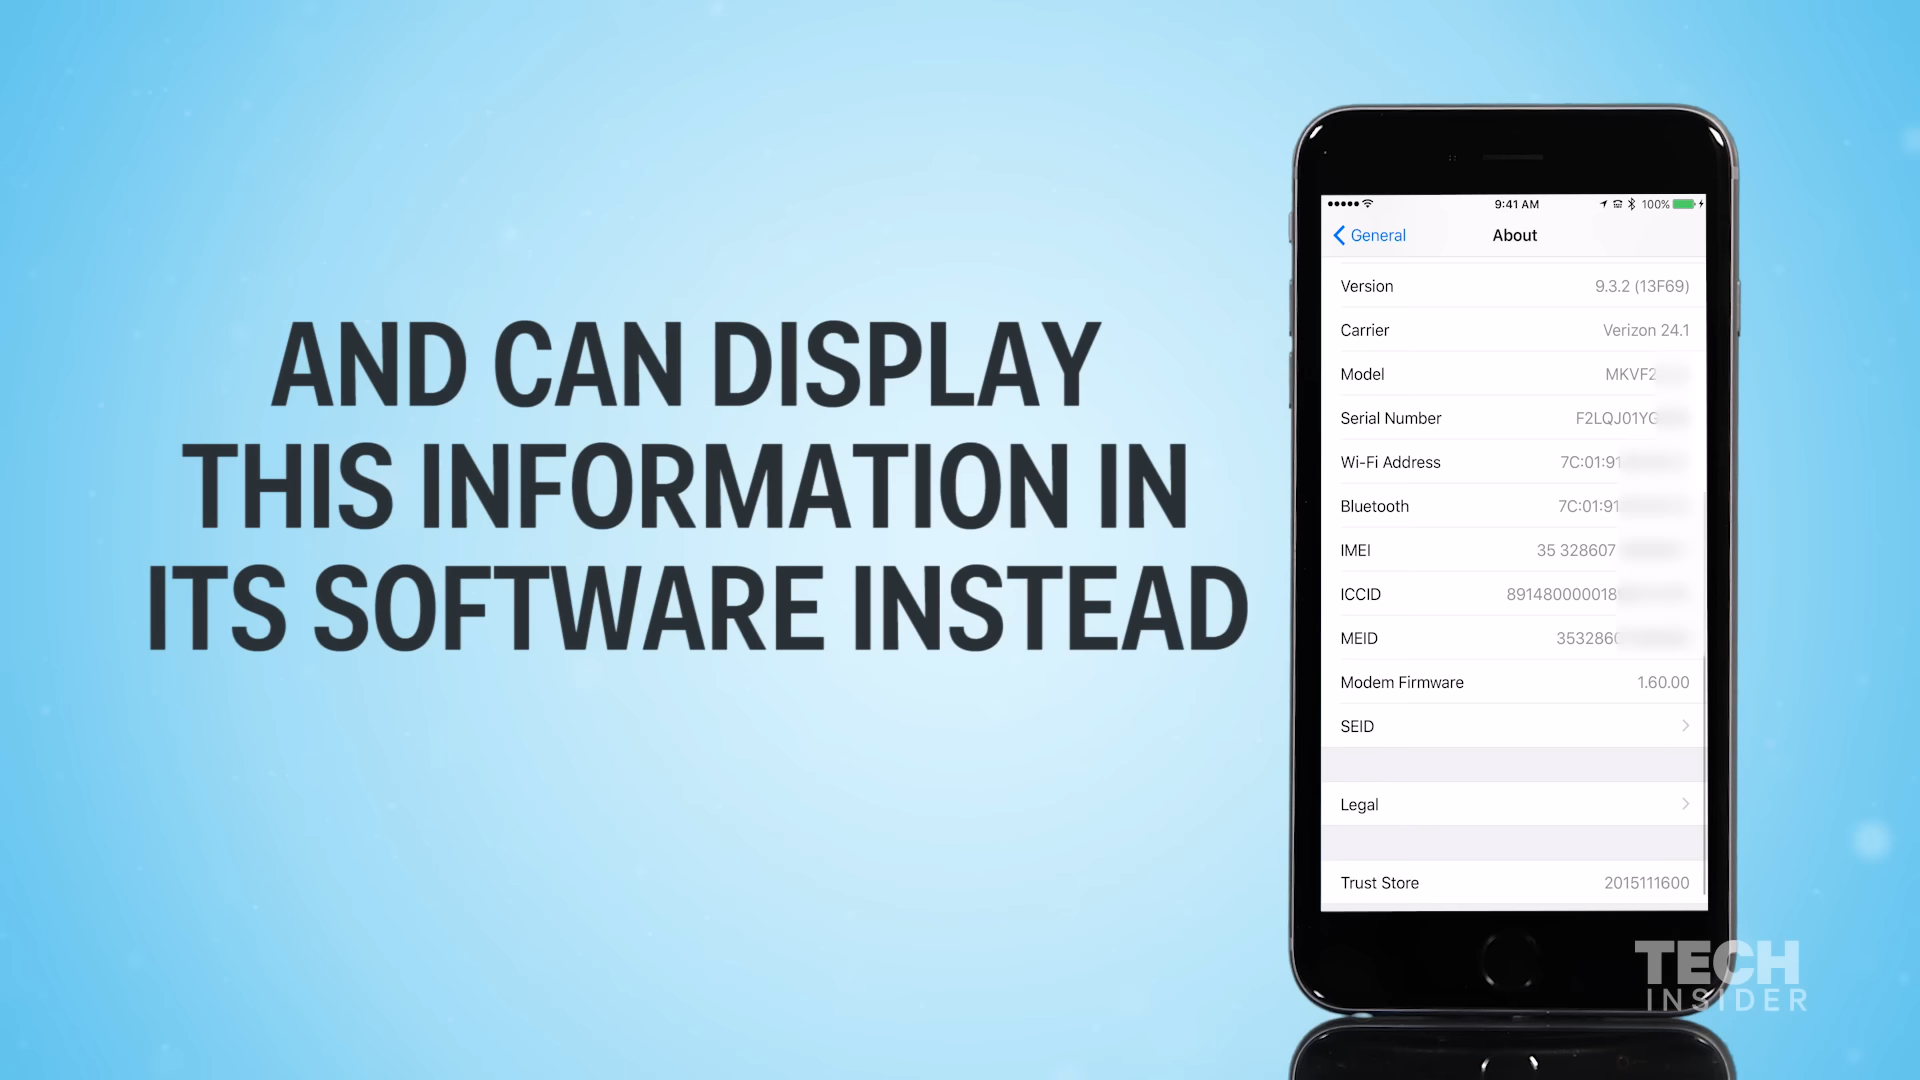 AND CAN DISPLAY
THIS INFORMATION IN
ITS SOFTWARE INSTEAD
9:41 AM
100%
General
About
Version
9.3.2 (13F69)
Carrier
Verizon 24.1
Model
MKVF2
Serial Number
F2LQJ01YG
Wi-Fi Address
7C:01:91
Bluetooth
7C:01:91
IMEI
35 328607
ICCID
891480000018
MEID
3532860
Modem Firmware
1.60.00
SEID
Legal
Trust Store
2015111600
TECH
INSIDER